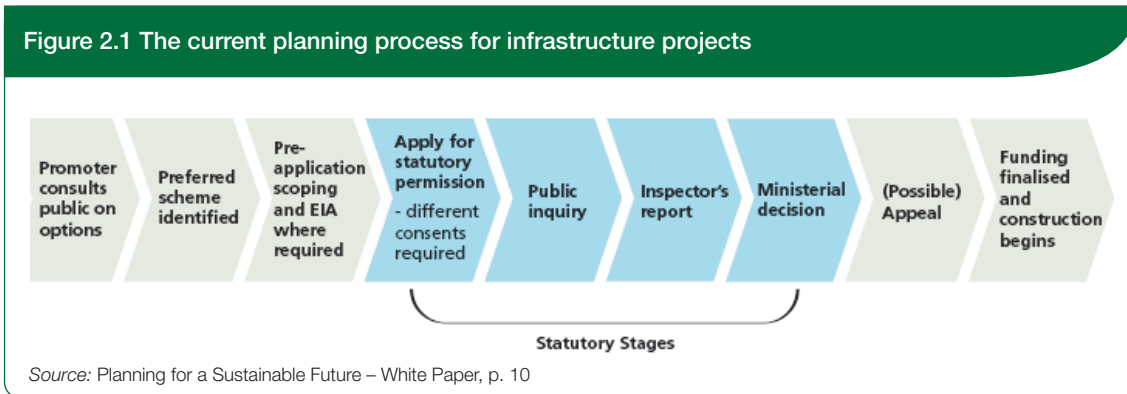 Figure 2.1 The current planning process for infrastructure projects
Promoter
consults
public on
options
Preferred
scheme
identified
Pre-
application
scoping
and EIA
where
required
Apply for
statutory
permission
- different
consents
required
Public
inquiry
Inspector's
report
Ministerial
decision
(Possible)
Appeal
Funding
finalised
and
construction
begins
Statutory Stages
Source: Planning for a Sustainable Future – White Paper, p. 10